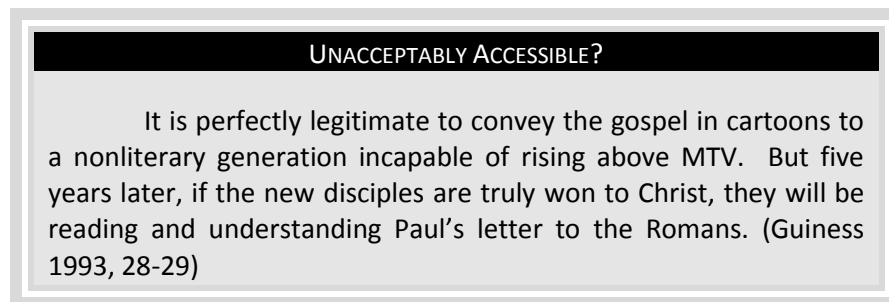 UNACCEPTABLY ACCESSIBLE?
It is perfectly legitimate to convey the gospel in cartoons to
a nonliterary generation incapable of rising above MTV. But five
years later, if the new disciples are truly won to Christ, they will be
reading and understanding Paul’s letter to the Romans. (Guiness
1993, 28-29)